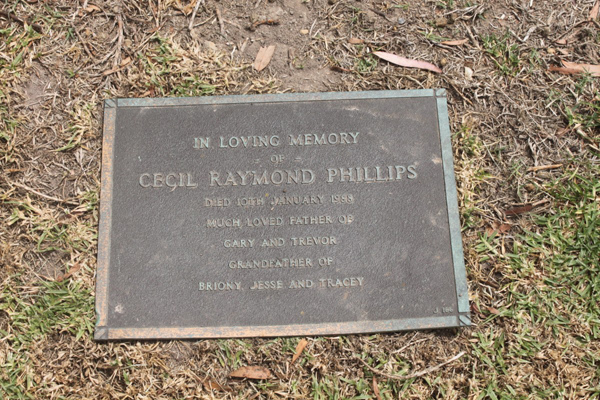 IN LOVING MEMORY
- OF -
CECIL RAYMOND PHILLIPS
DIED 10TH JANUARY 1988
MUCH LOVED FATHER OF
GARY AND TREVOR
GRANDFATHER OF
BRIONY, JESSE AND TRACEY